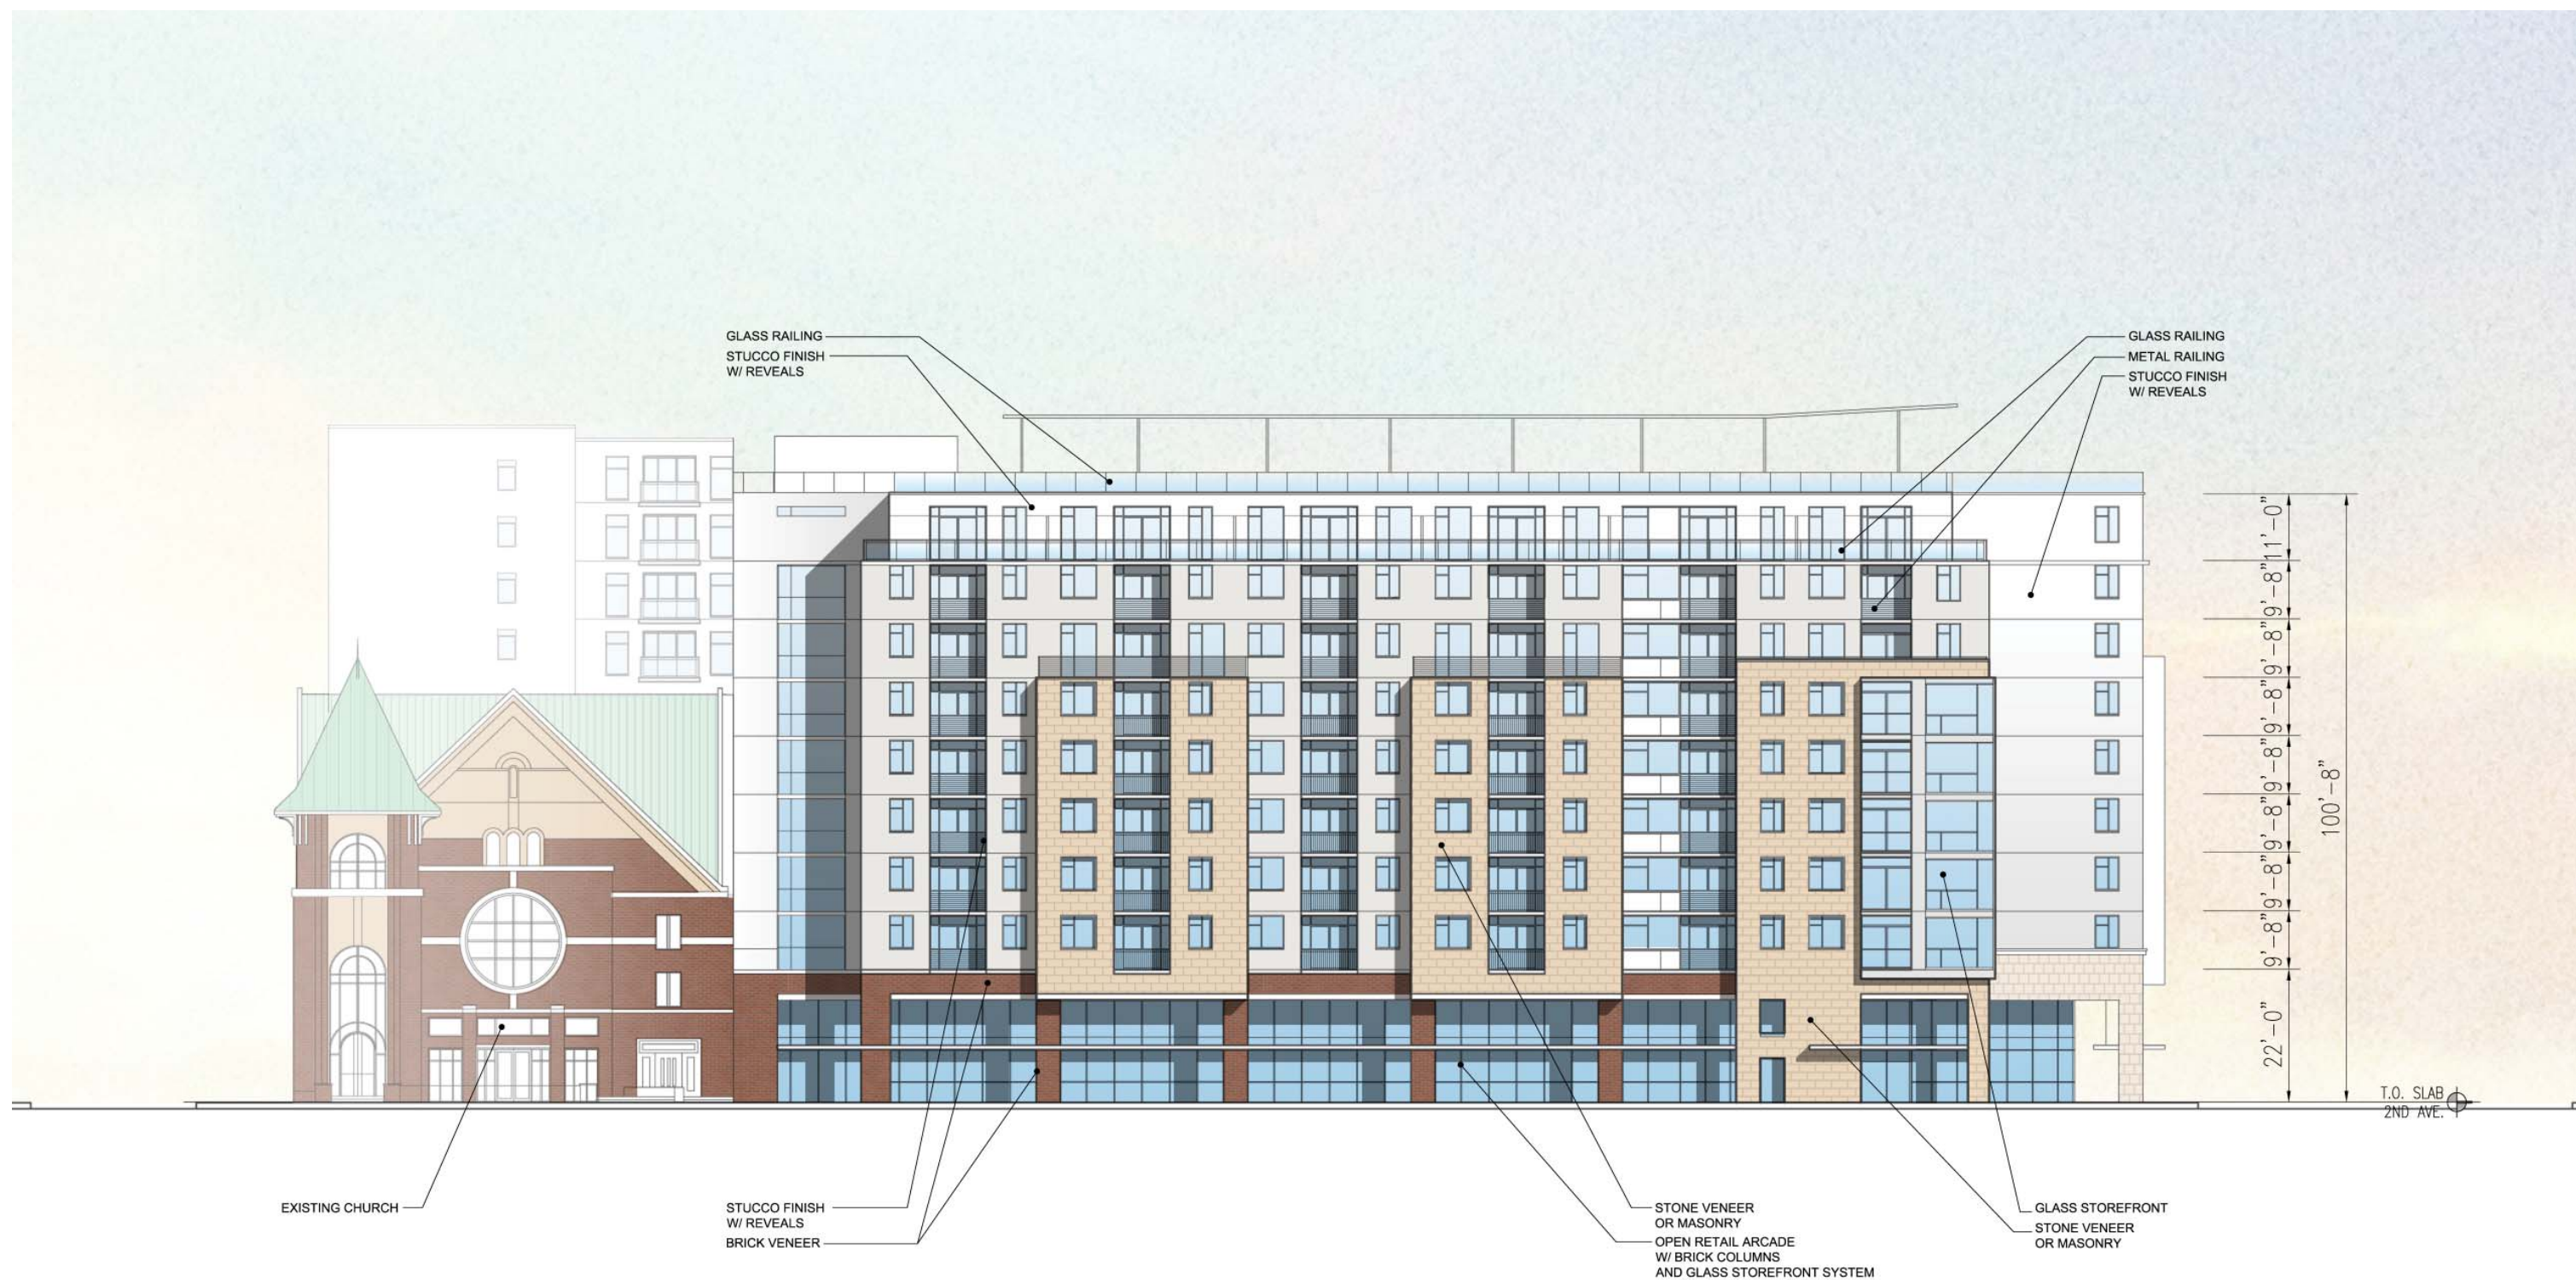 GLASS RAILING
STUCCO FINISH
W/ REVEALS
GLASS RAILING
METAL RAILING
STUCCO FINISH
W/ REVEALS
11'-0"
9'-8"
9'-8"
9'-8"
9'-8"
9'-8"
9'-8"
9'-8"
22'-0"
100'-8"
T.O. SLAB
2ND AVE.
EXISTING CHURCH
STUCCO FINISH
W/ REVEALS
BRICK VENEER
STONE VENEER
OR MASONRY
OPEN RETAIL ARCADE
W/ BRICK COLUMNS
AND GLASS STOREFRONT SYSTEM
GLASS STOREFRONT
STONE VENEER
OR MASONRY